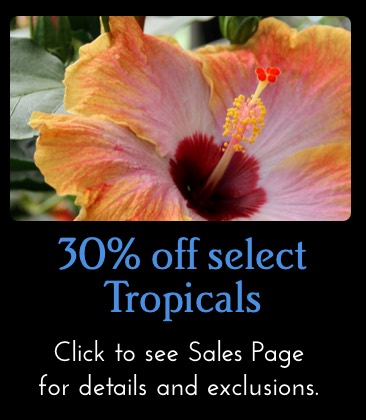 30% off select
Tropicals
Click to see Sales Page
for details and exclusions.